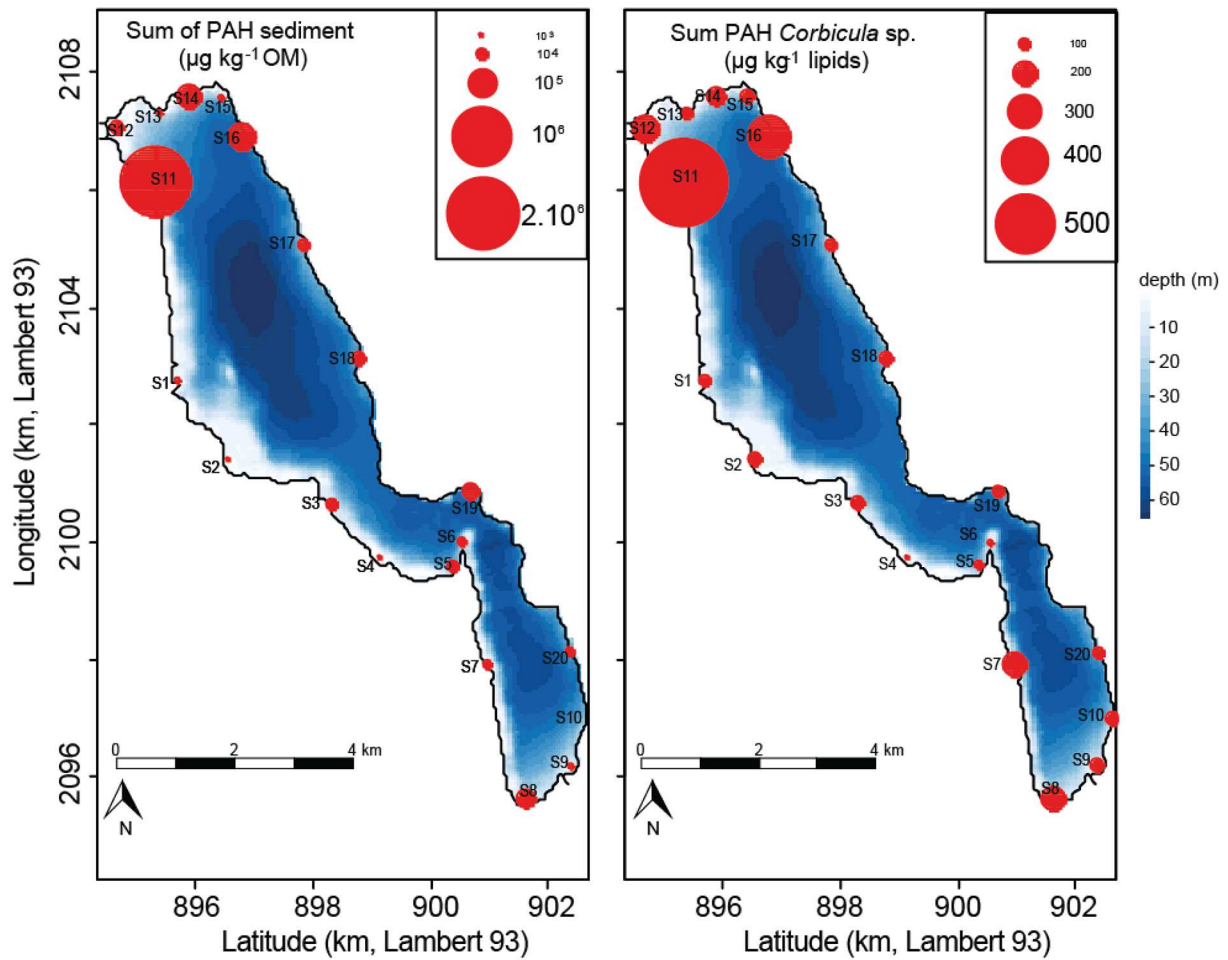 Sum of PAH sediment
(µg kg⁻¹ OM)
10³
10⁴
10⁵
10⁶
2.10⁶
S14
S15
S13
S12
S16
S11
S17
S18
S1
S2
S3
S19
S6
S4
S5
S7
S20
S10
S9
S8
0 2 4 km
N
Sum PAH Corbicula sp.
(µg kg¹ lipids)
100
200
300
400
500
S14
S15
S13
S12
S16
S11
S17
S18
S1
S2
S3
S19
S6
S4
S5
S7
S20
S10
S9
S8
0 2 4 km
N
depth (m)
10
20
30
40
50
60
Longitude (km, Lambert 93)
2108
2104
2100
2096
896 898 900 902
896 898 900 902
Latitude (km, Lambert 93)
Latitude (km, Lambert 93)